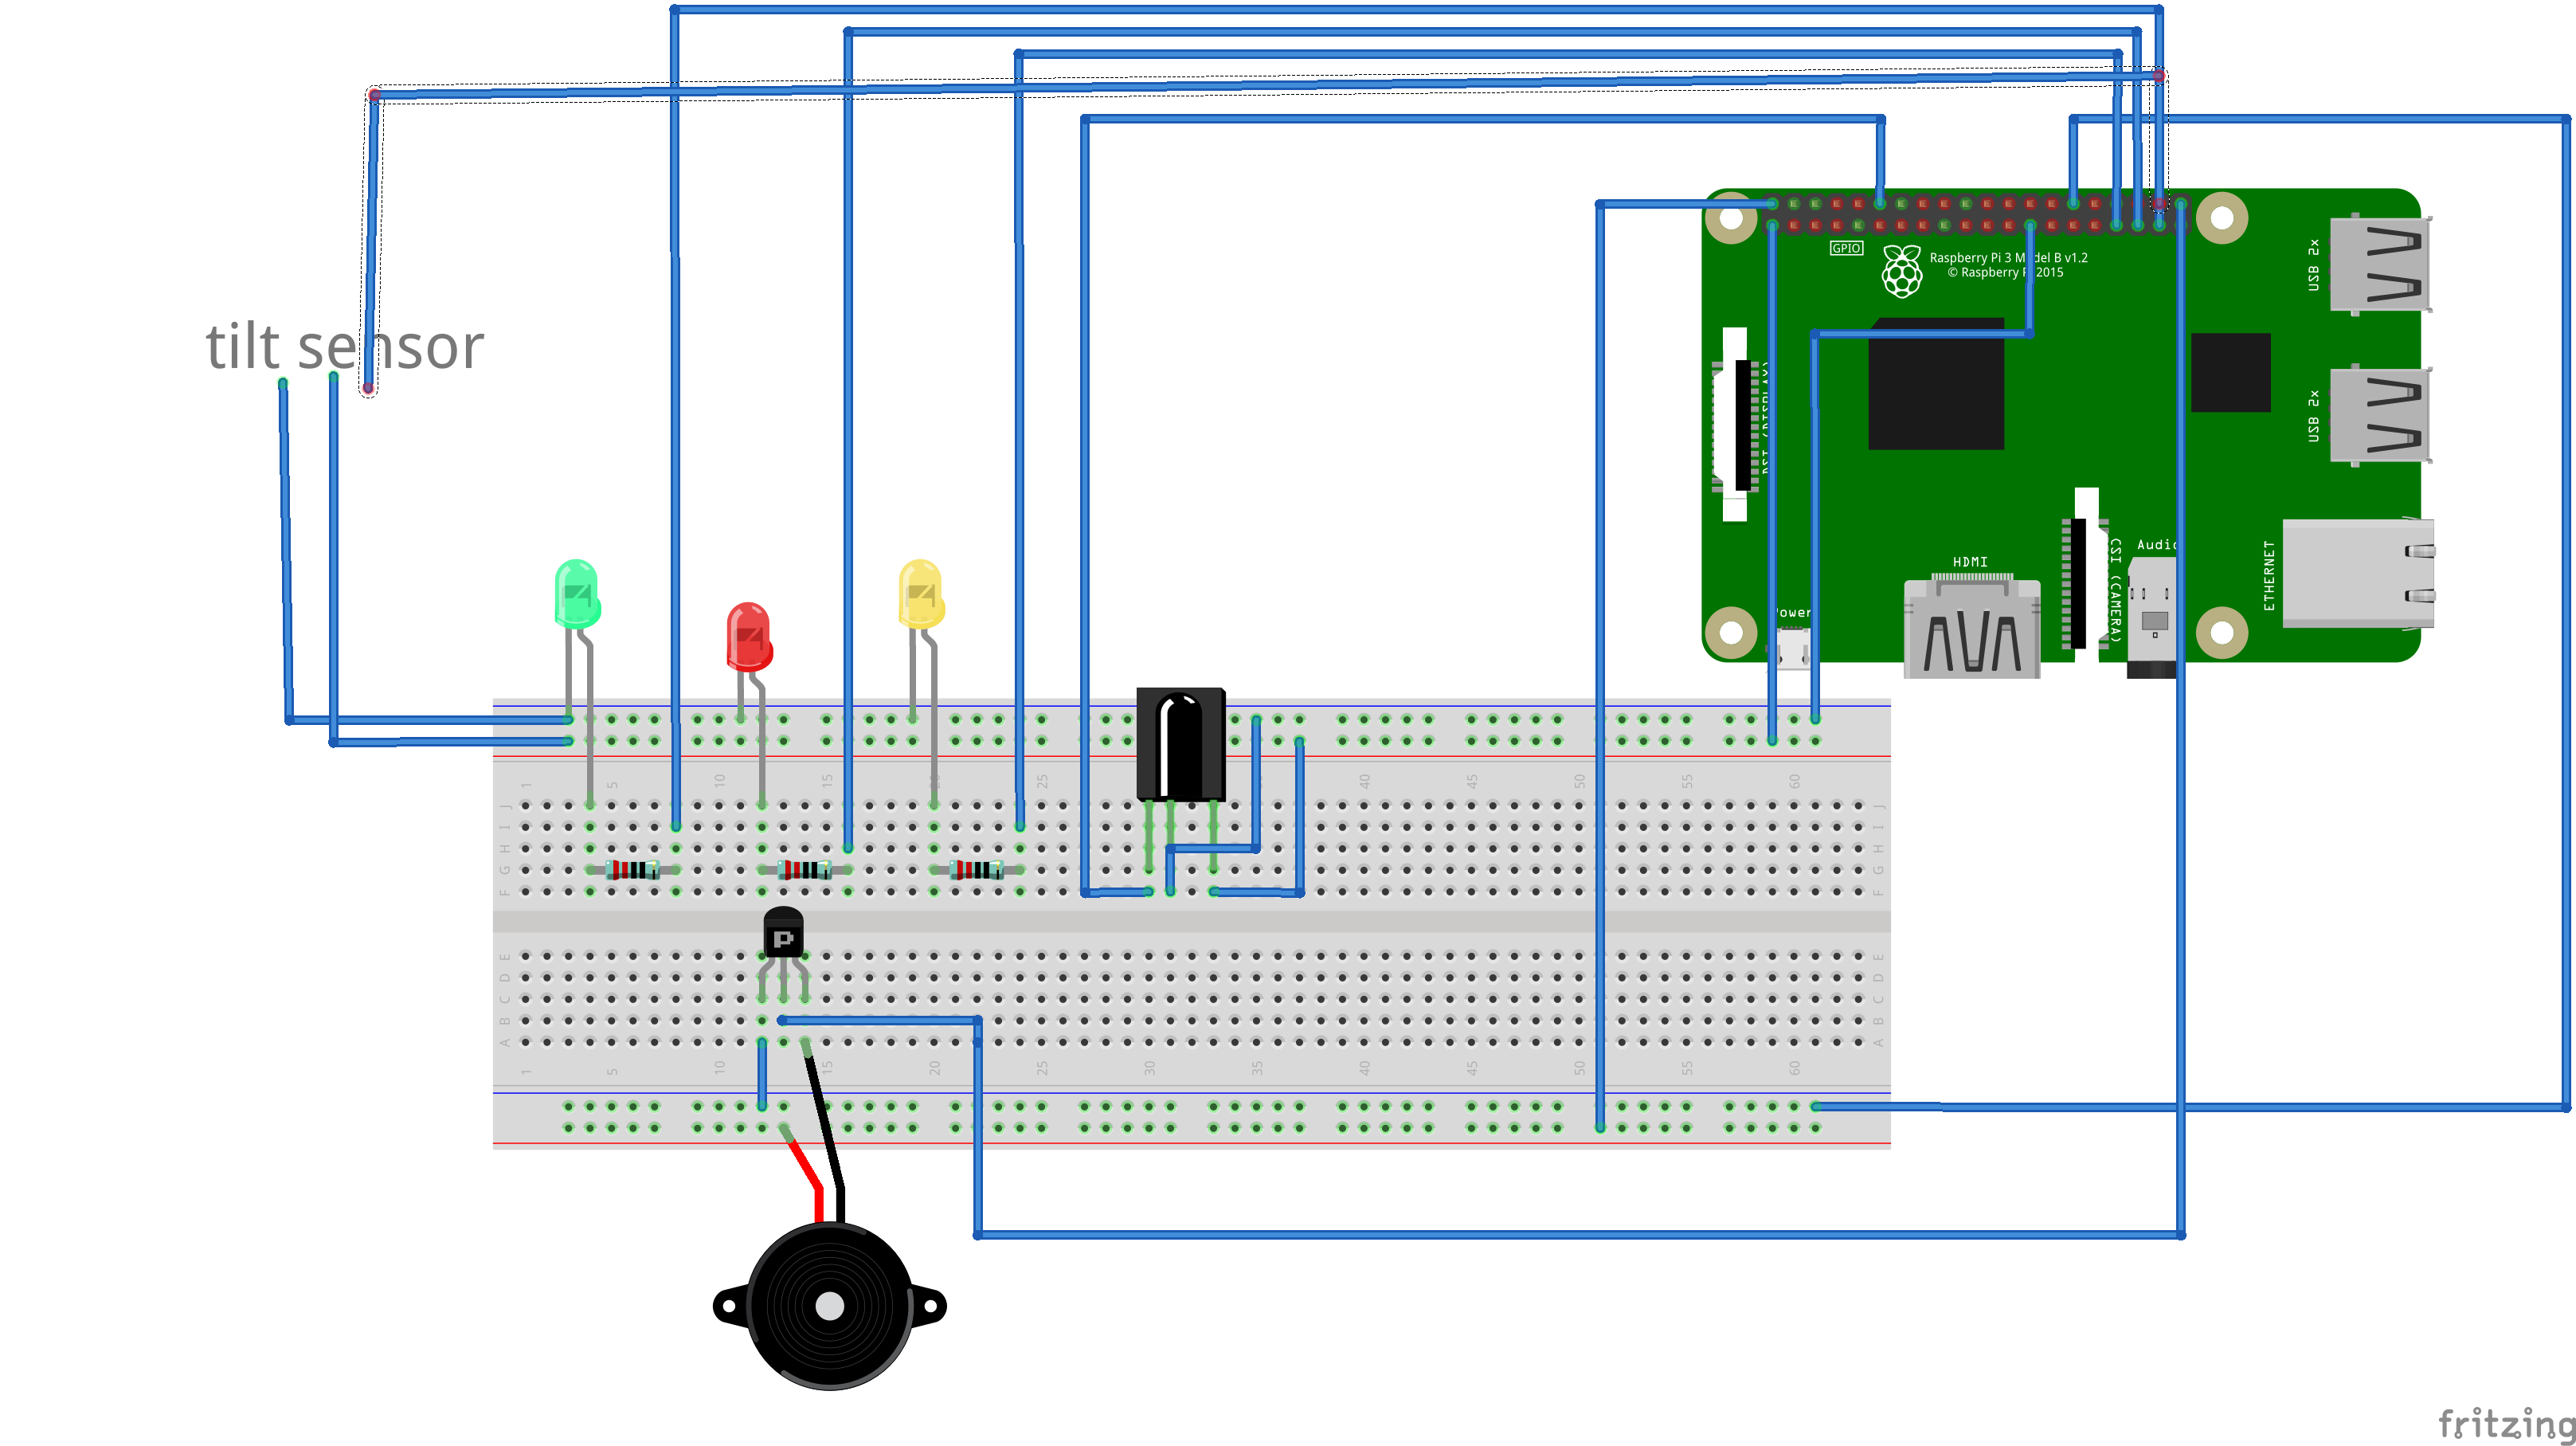 GPIO
Raspberry Pi 3 Model B v1.2
© Raspberry Pi 2015
USB 2x
tilt sensor
USB 2x
HDMI
CSI (CAMERA)
Audio
ETHERNET
Power
1 5 10 15 20 25 30 35 40 45 50 55 60
J J
I I
H H
G G
F F
P
E E
D D
C C
B B
A A
1 5 10 15 20 25 30 35 40 45 50 55 60
fritzing